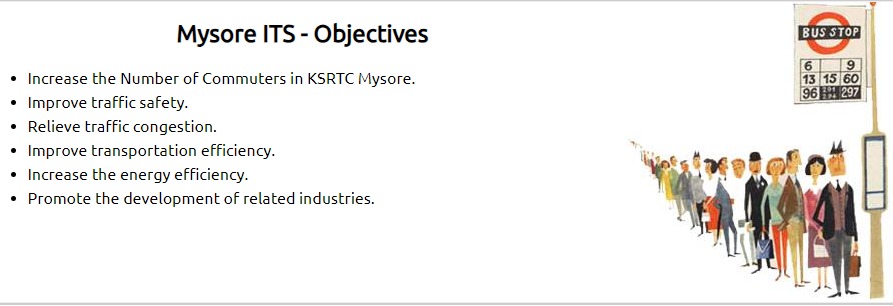 Mysore ITS - Objectives
• Increase the Number of Commuters in KSRTC Mysore.
• Improve traffic safety.
• Relieve traffic congestion.
• Improve transportation efficiency.
• Increase the energy efficiency.
• Promote the development of related industries.
BUS STOP
6 9
13 15 60
96 297